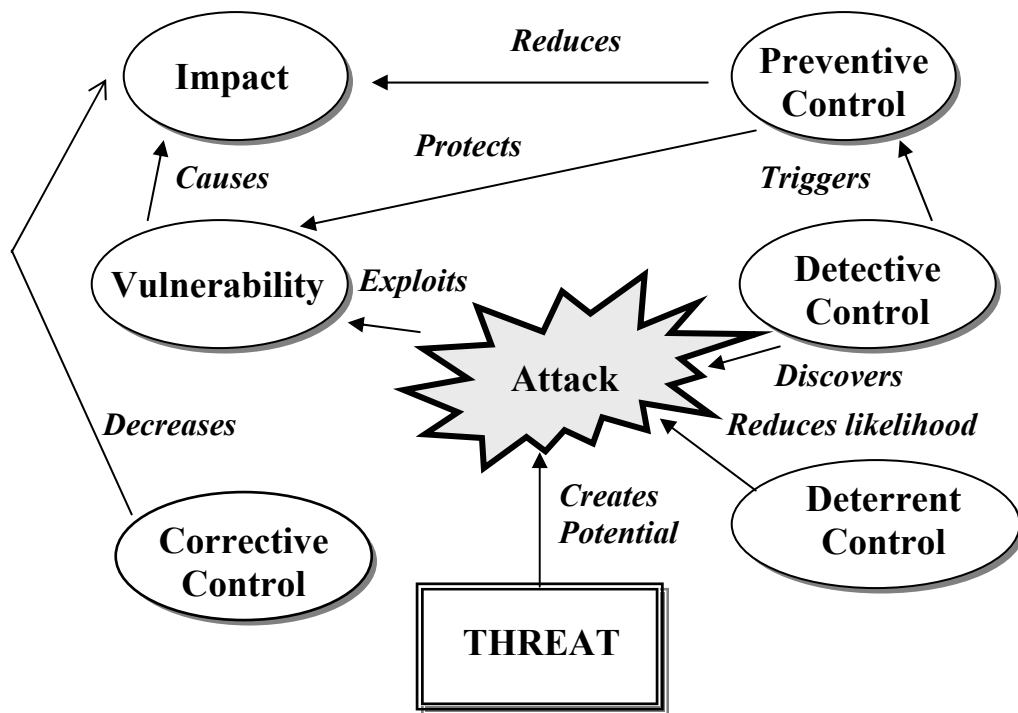 Reduces
Impact
Preventive
Control
Protects
Causes
Triggers
Vulnerability
Exploits
Detective
Control
Attack
Discovers
Decreases
Reduces likelihood
Creates
Potential
Deterrent
Control
Corrective
Control
THREAT